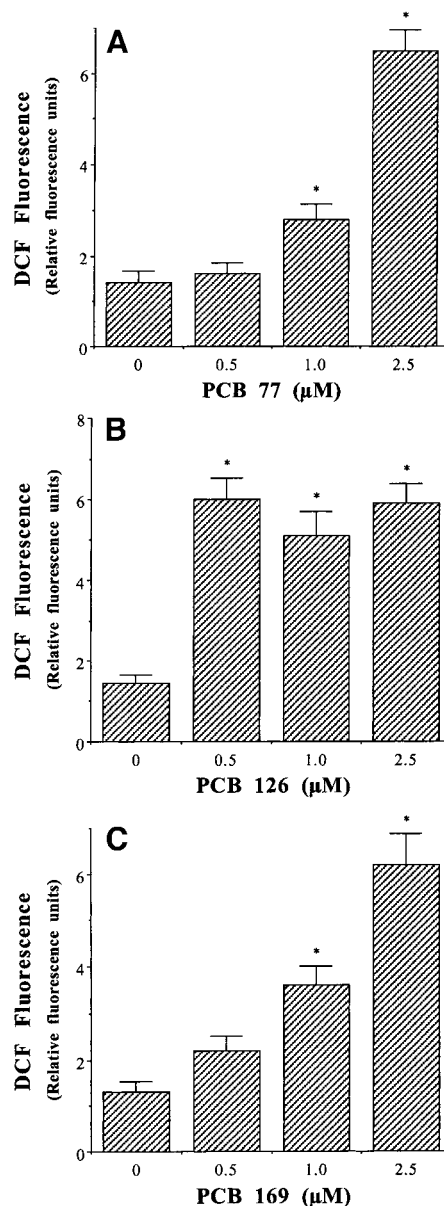 A
DCF Fluorescence
(Relative fluorescence units)
6
4
2
0
*
*
0 0.5 1.0 2.5
PCB 77 (µM)
B
DCF Fluorescence
(Relative fluorescence units)
8
6
4
2
0
* * *
0 0.5 1.0 2.5
PCB 126 (µM)
C
DCF Fluorescence
(Relative fluorescence units)
6
4
2
0
*
*
0 0.5 1.0 2.5
PCB 169 (µM)